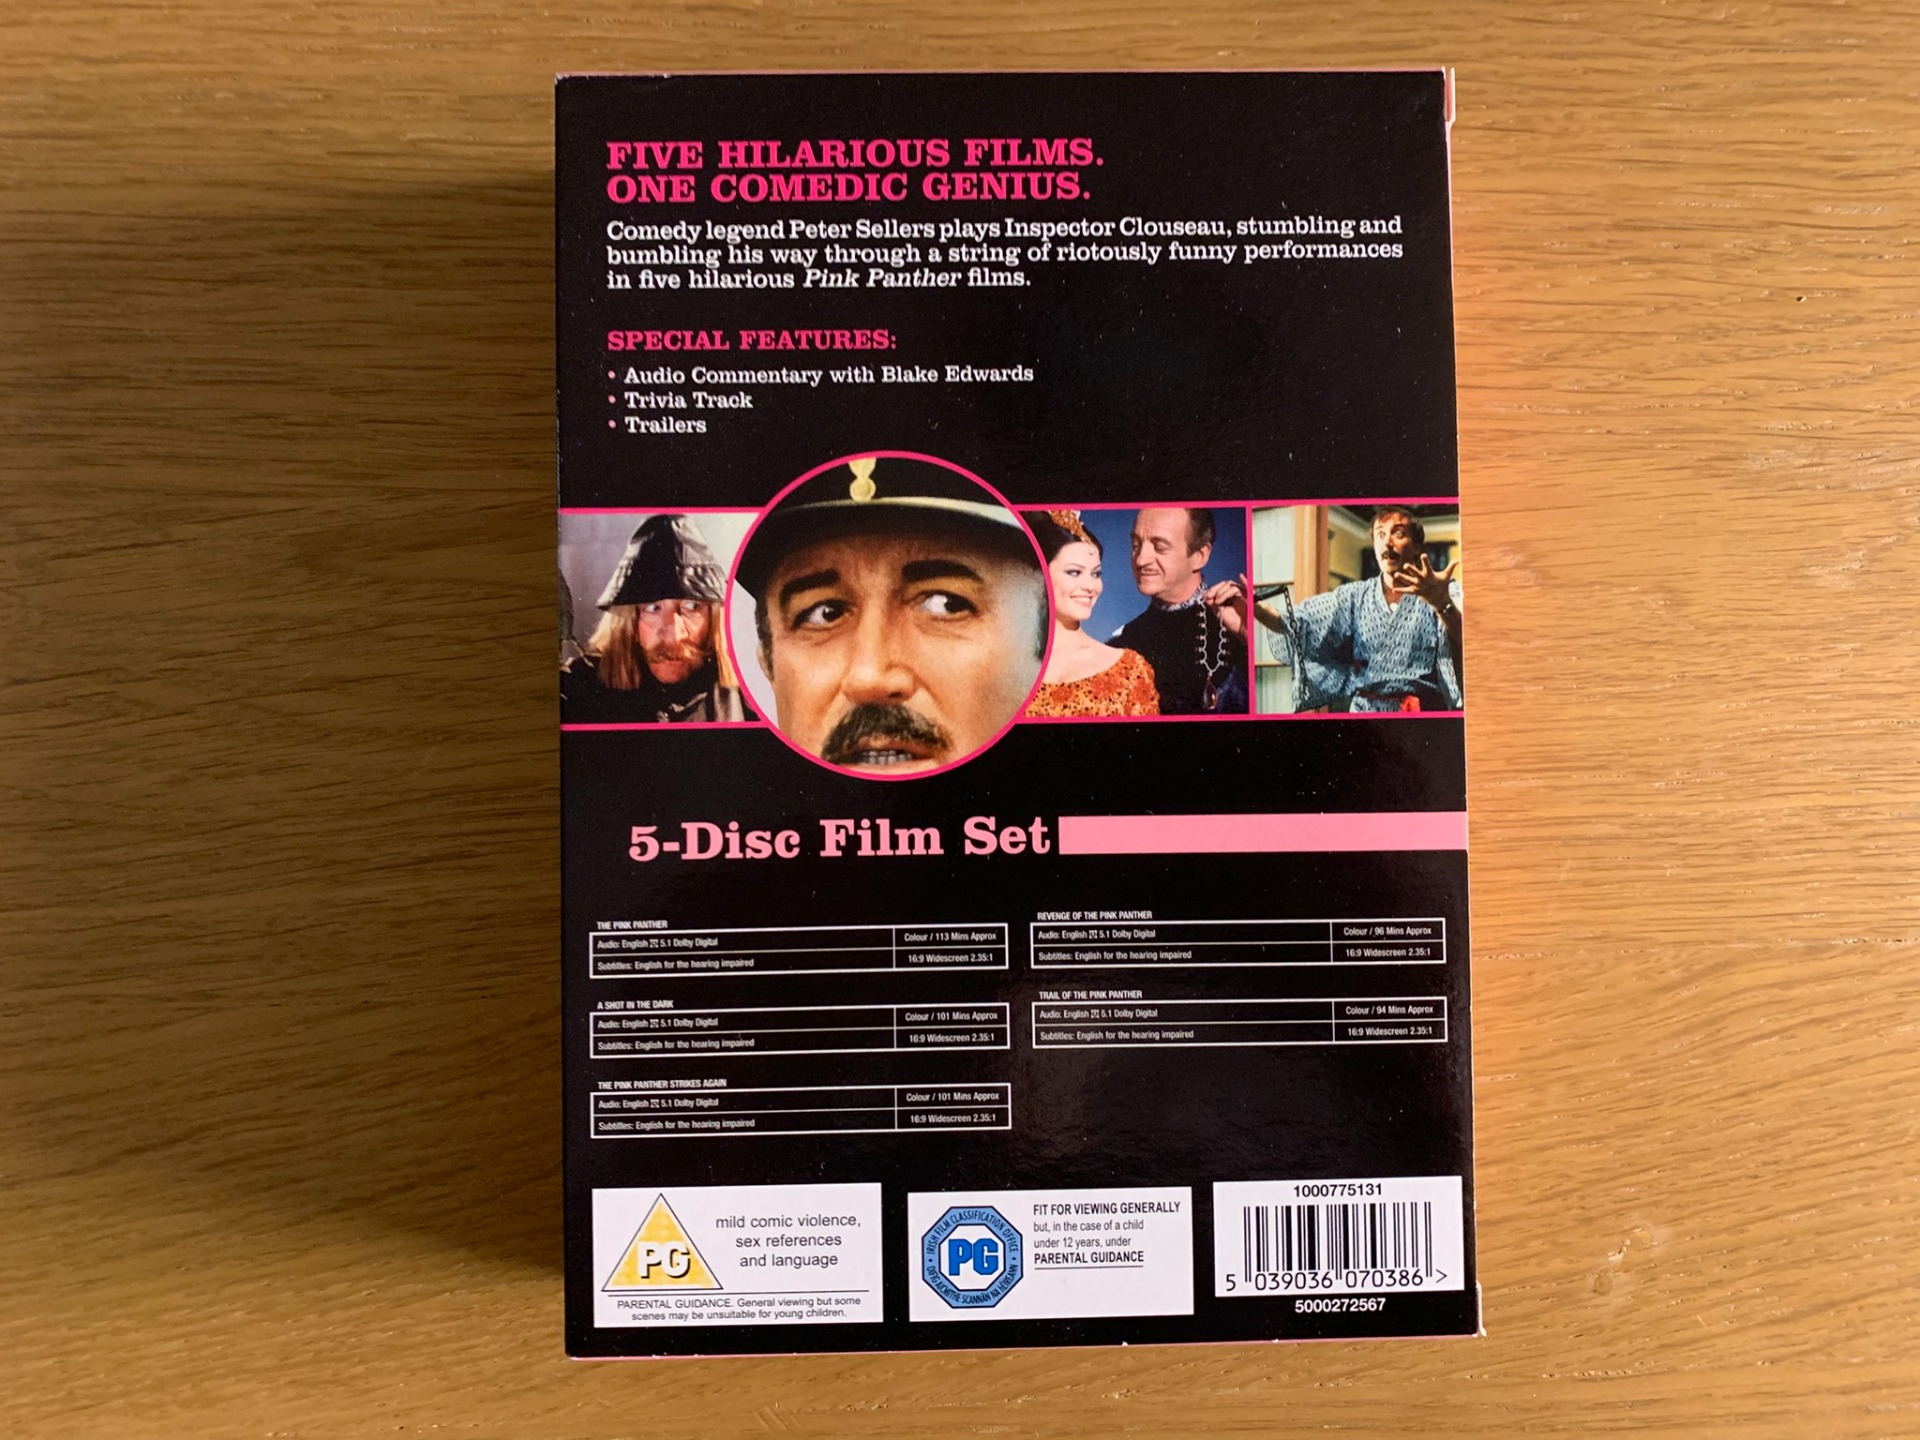 FIVE HILARIOUS FILMS.
ONE COMEDIC GENIUS.
Comedy legend Peter Sellers plays Inspector Clouseau, stumbling and
bumbling his way through a string of riotously funny performances
in five hilarious Pink Panther films.
SPECIAL FEATURES:
• Audio Commentary with Blake Edwards
• Trivia Track
• Trailers
5-Disc Film Set
THE PINK PANTHER
Audio: English 5.1 Dolby Digital
Colour / 113 Mins Approx
Subtitles: English for the hearing impaired
16:9 Widescreen 2.35:1
A SHOT IN THE DARK
Audio: English 5.1 Dolby Digital
Colour / 101 Mins Approx
Subtitles: English for the hearing impaired
16:9 Widescreen 2.35:1
THE PINK PANTHER STRIKES AGAIN
Audio: English 5.1 Dolby Digital
Colour / 101 Mins Approx
Subtitles: English for the hearing impaired
16:9 Widescreen 2.35:1
REVENGE OF THE PINK PANTHER
Audio: English 5.1 Dolby Digital
Colour / 96 Mins Approx
Subtitles: English for the hearing impaired
16:9 Widescreen 2.35:1
TRAIL OF THE PINK PANTHER
Audio: English 5.1 Dolby Digital
Colour / 94 Mins Approx
Subtitles: English for the hearing impaired
16:9 Widescreen 2.35:1
PG
mild comic violence,
sex references
and language
PARENTAL GUIDANCE. General viewing but some
scenes may be unsuitable for young children.
IRISH FILM CLASSIFICATION OFFICE
PG
OIFIG AICMITHE SCANNÁN NA HÉIREANN
FIT FOR VIEWING GENERALLY
but, in the case of a child
under 12 years, under
PARENTAL GUIDANCE
1000775131
5 039036 070386 >
5000272567